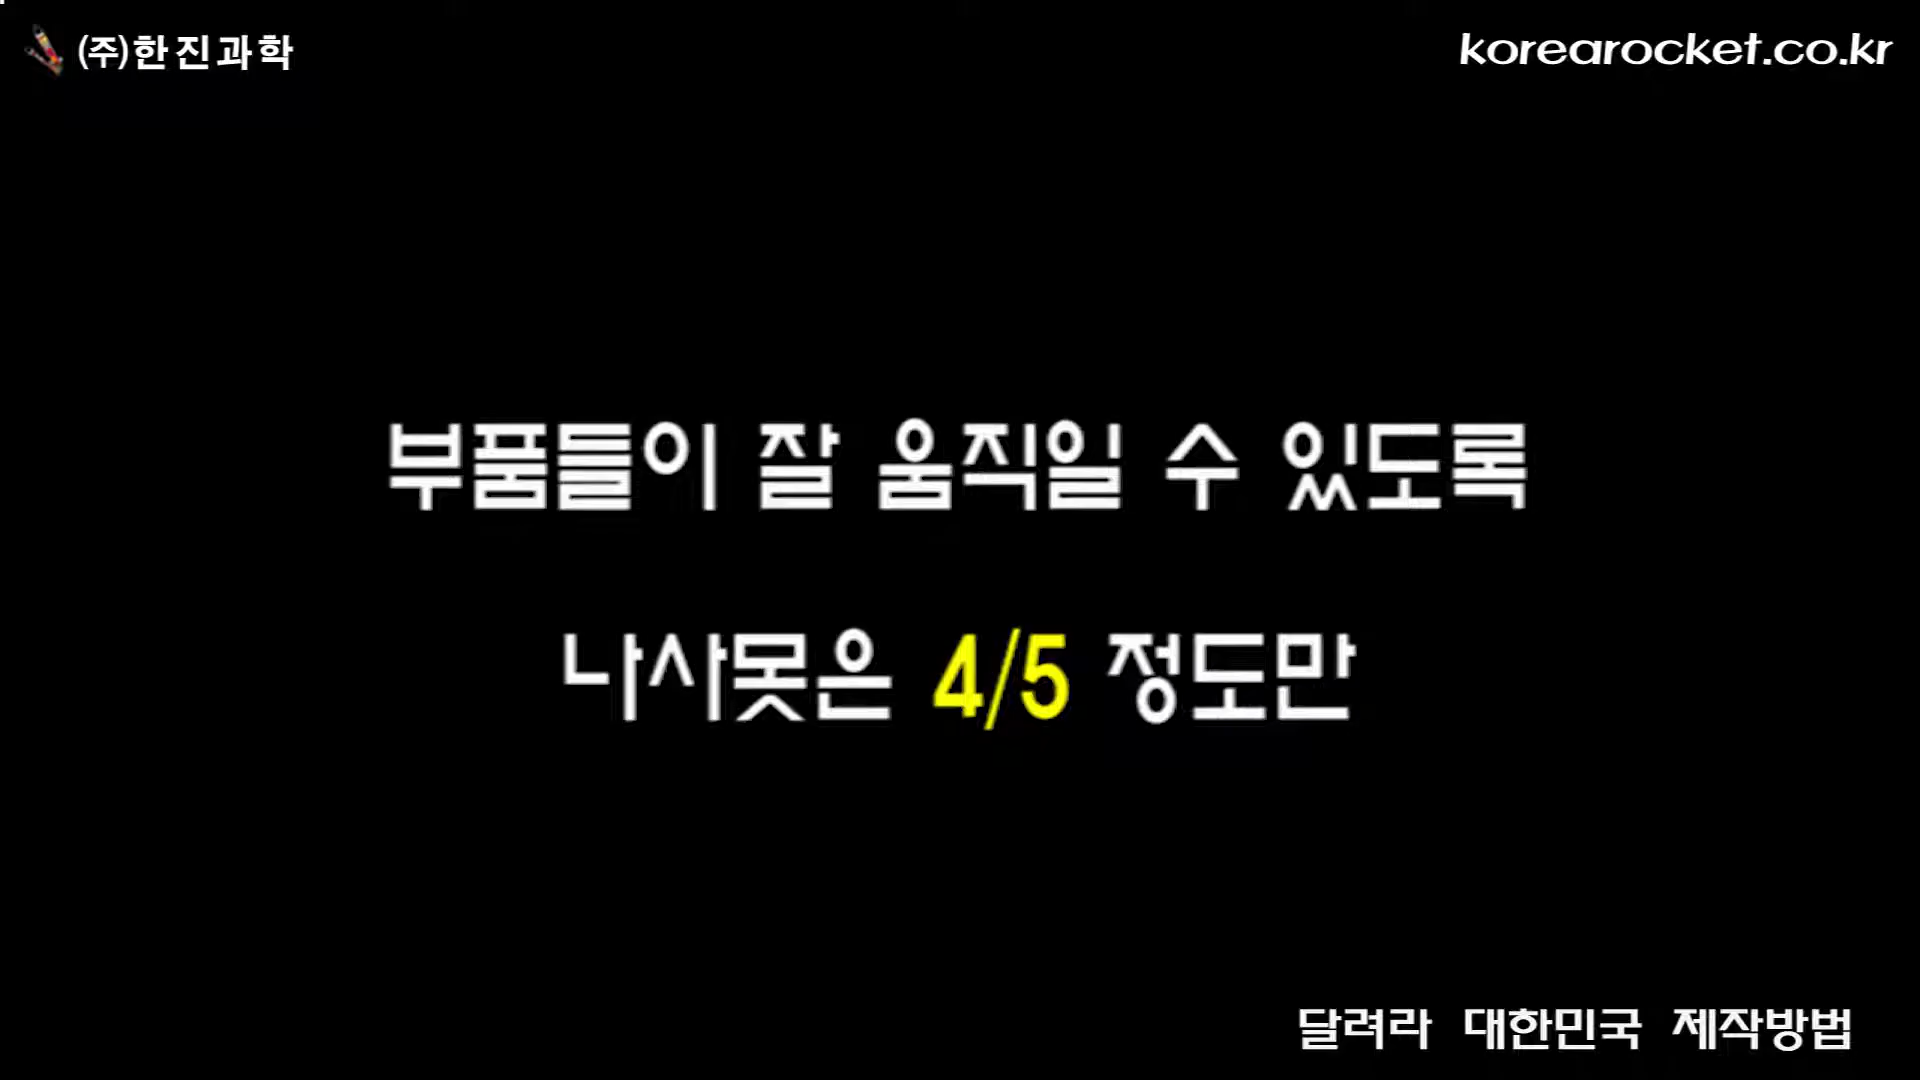 (주)한진과학
korearocket.co.kr
부품들이 잘 움직일 수 있도록
나사못은 4/5 정도만
달려라 대한민국 제작방법